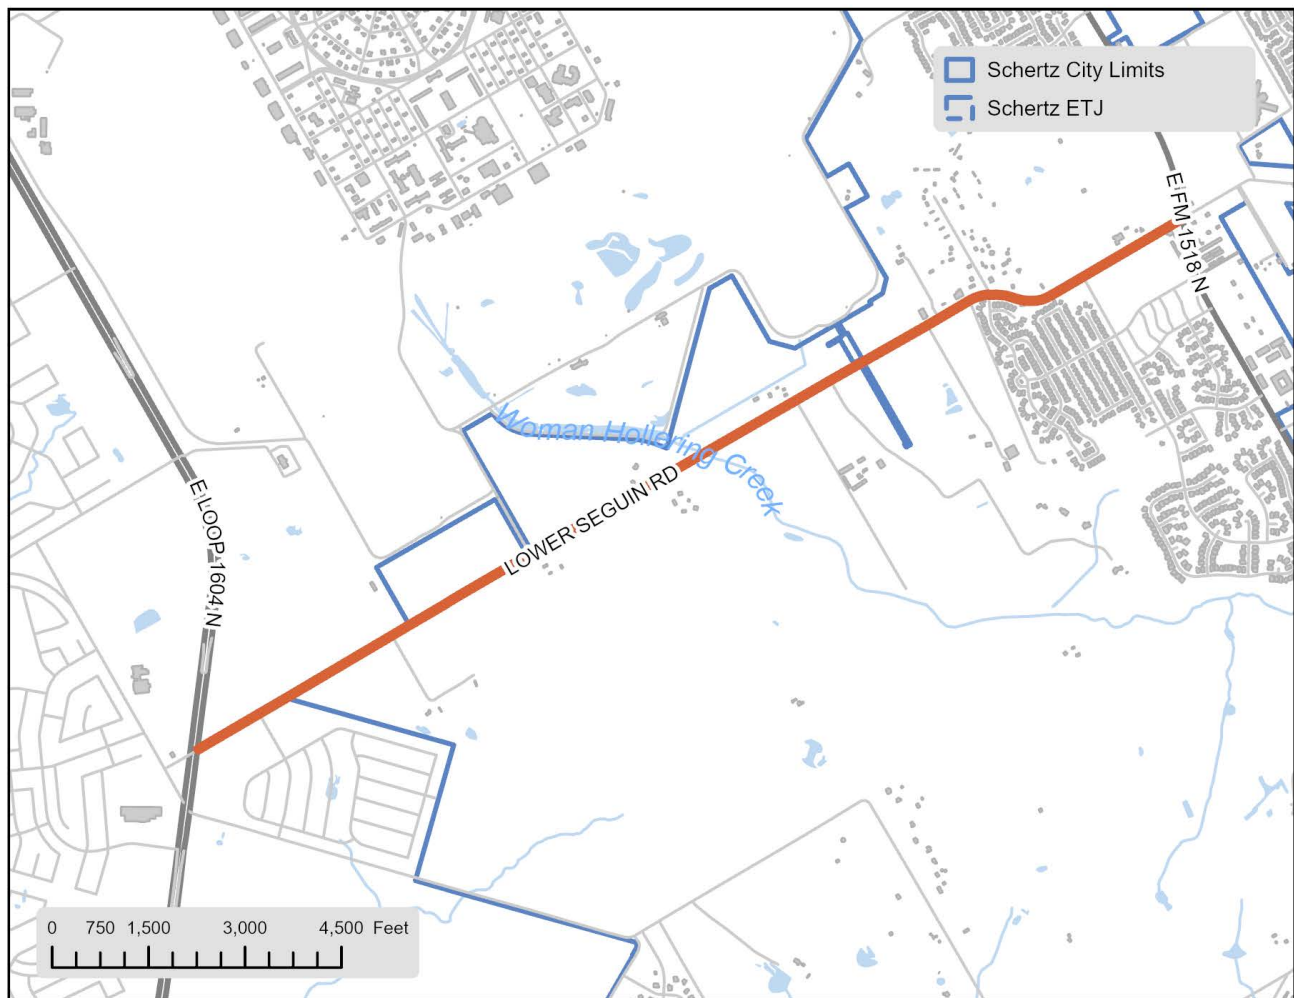 Schertz City Limits
Schertz ETJ
E FM 1518 N
Woman Hollering Creek
LOWER SEGUIN RD
E LOOP 1604 N
0 750 1,500 3,000 4,500 Feet